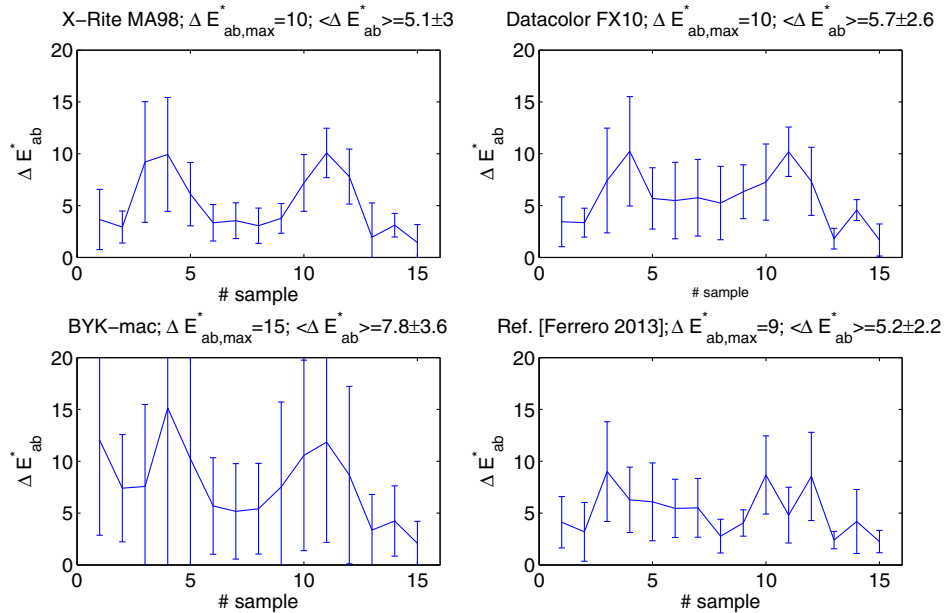 X−Rite MA98; Δ E*ab,max=10; <Δ E*ab>=5.1±3
20
15
10
5
0
Δ E*ab
0 5 10 15
# sample
Datacolor FX10; Δ E*ab,max=10; <Δ E*ab>=5.7±2.6
20
15
10
5
0
Δ E*ab
0 5 10 15
# sample
BYK−mac; Δ E*ab,max=15; <Δ E*ab>=7.8±3.6
20
15
10
5
0
Δ E*ab
0 5 10 15
# sample
Ref. [Ferrero 2013];Δ E*ab,max=9; <Δ E*ab>=5.2±2.2
20
15
10
5
0
Δ E*ab
0 5 10 15
# sample